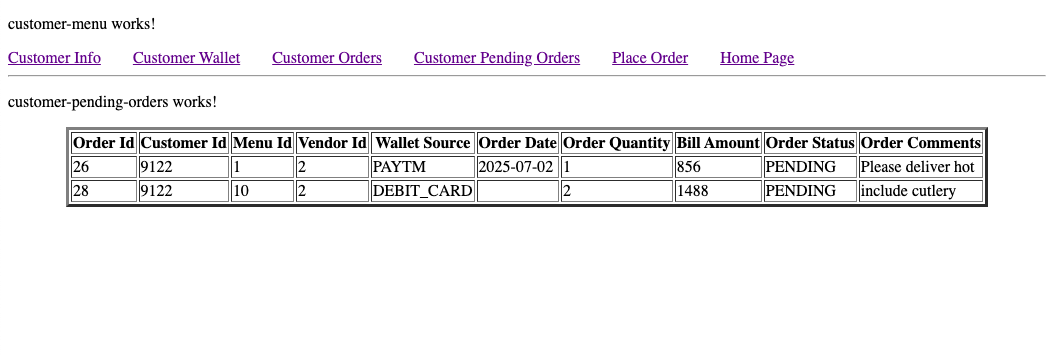 customer-menu works!
Customer Info Customer Wallet Customer Orders Customer Pending Orders Place Order Home Page
customer-pending-orders works!
Order Id Customer Id Menu Id Vendor Id Wallet Source Order Date Order Quantity Bill Amount Order Status Order Comments
26 9122 1 2 PAYTM 2025-07-02 1 856 PENDING Please deliver hot
28 9122 10 2 DEBIT_CARD 2 1488 PENDING include cutlery